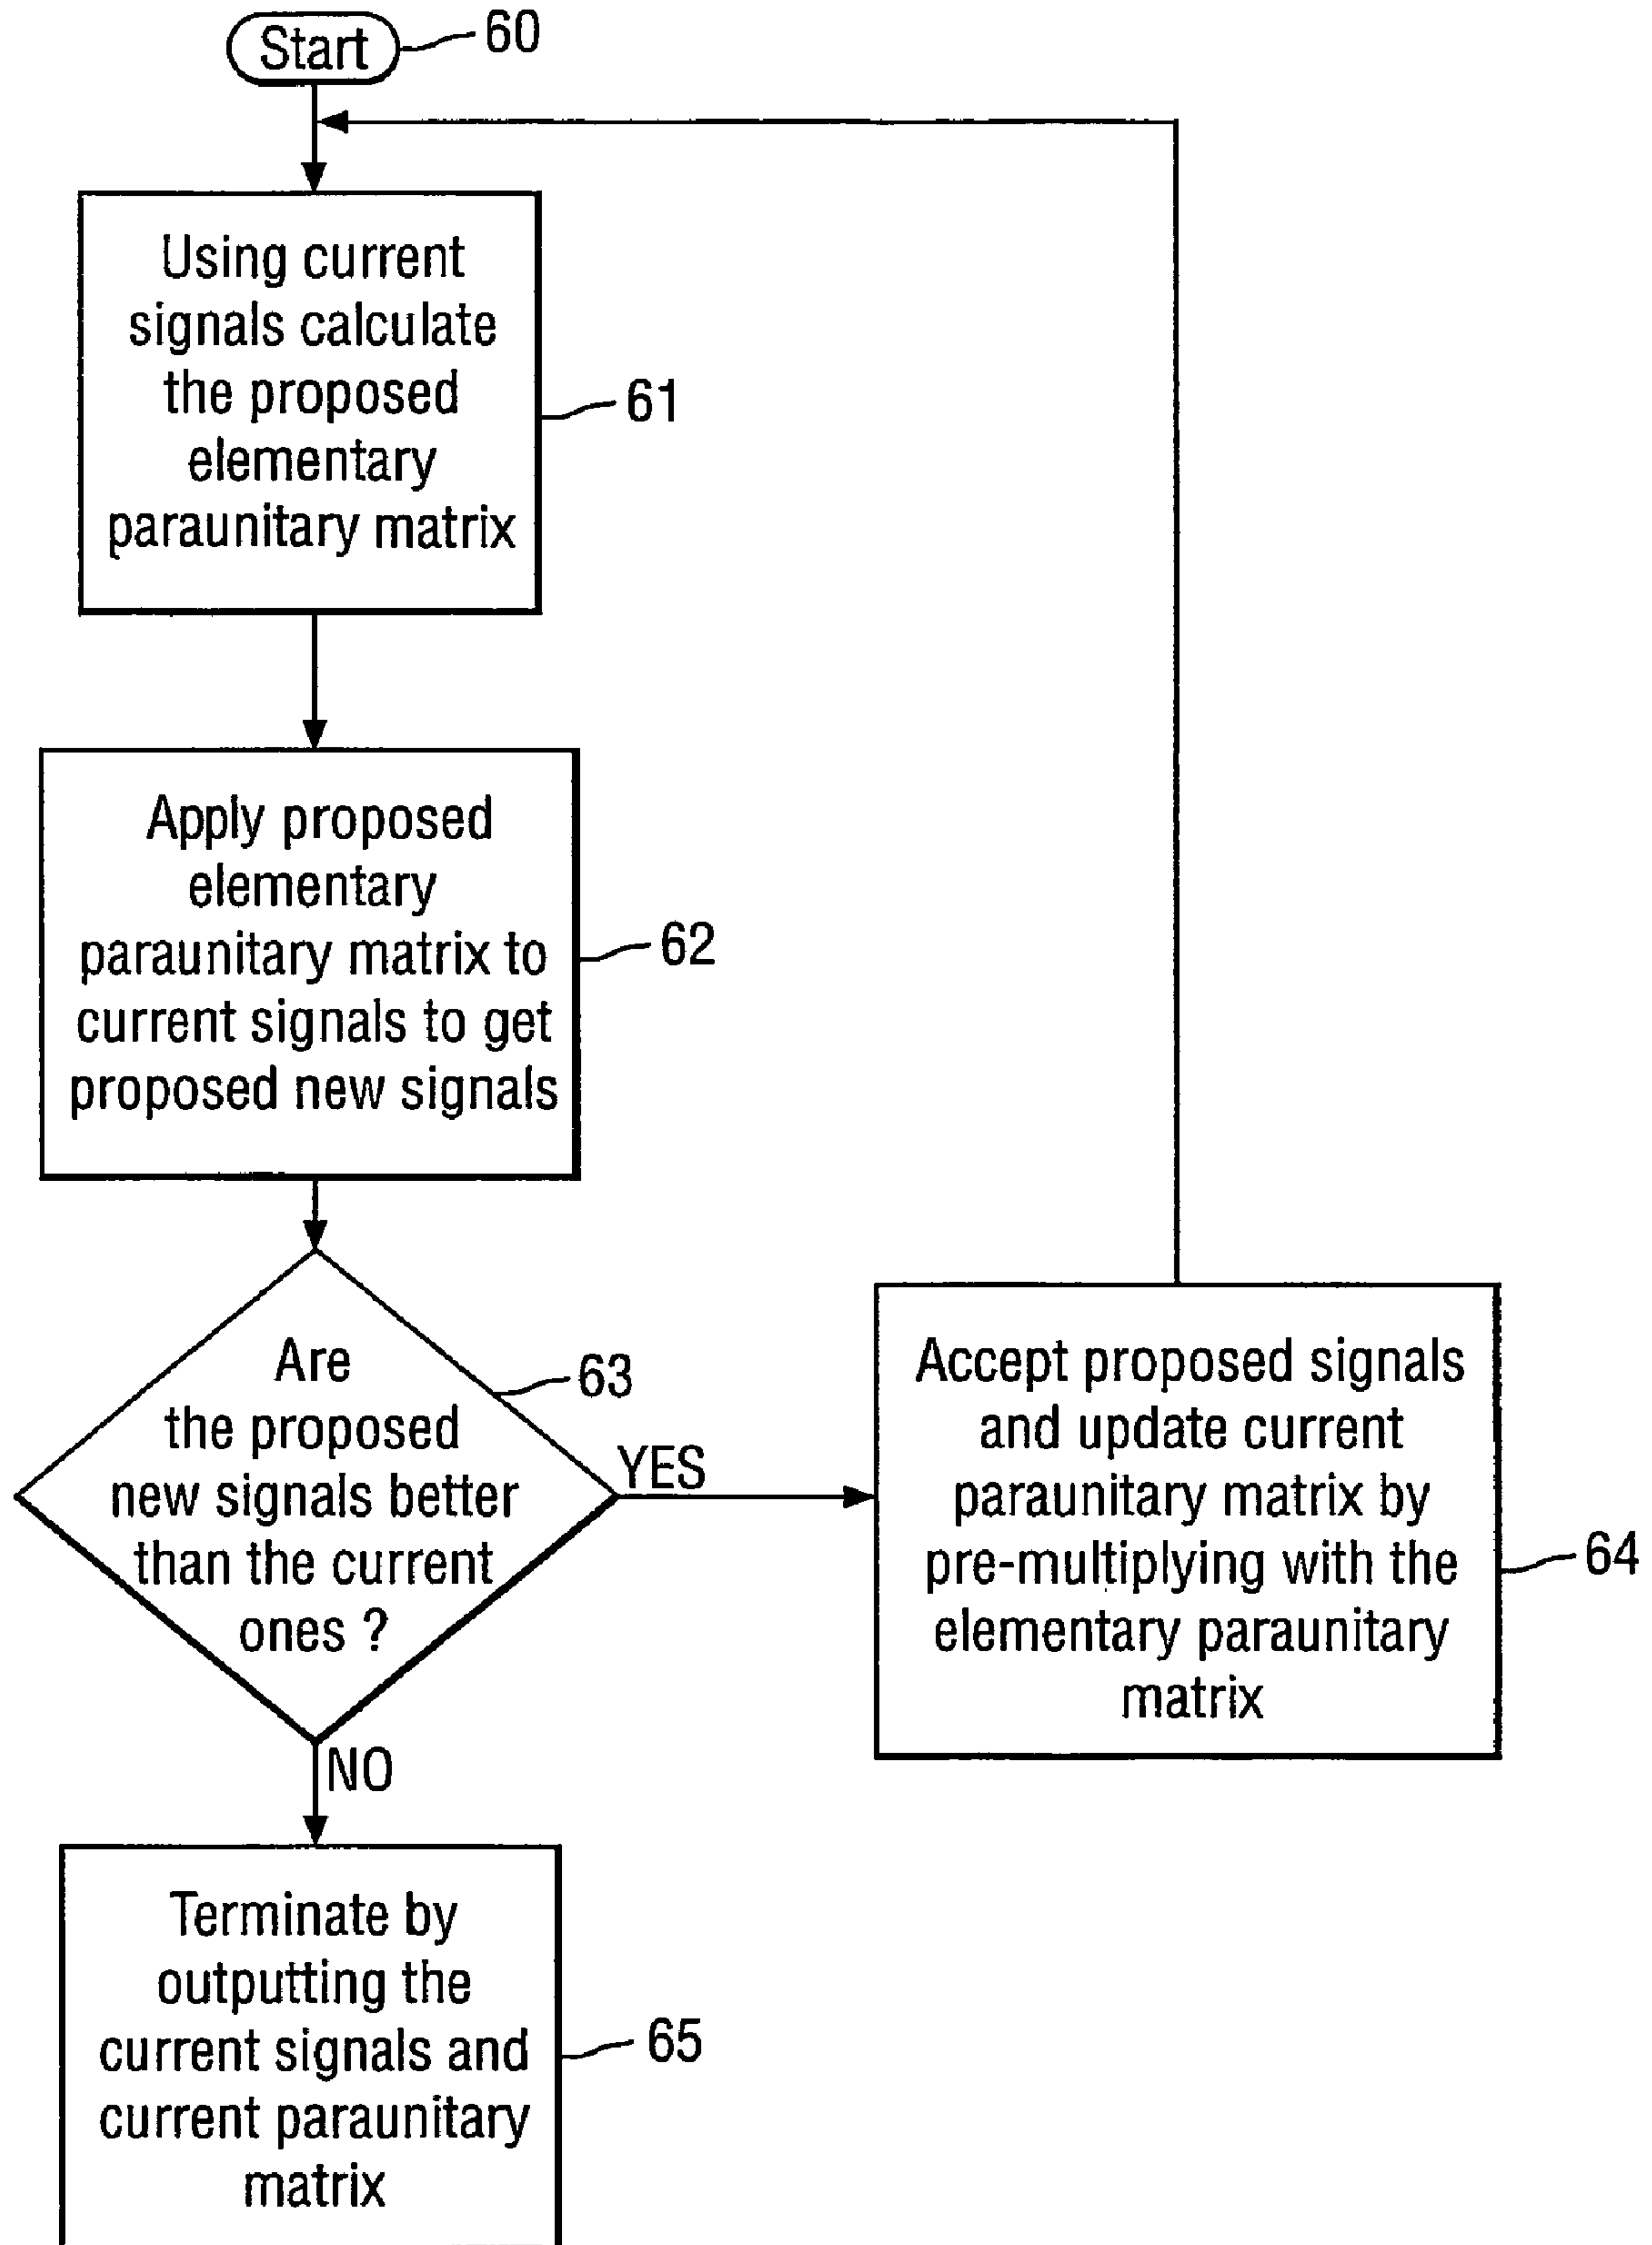 Start
60
Using current
signals calculate
the proposed
elementary
paraunitary matrix
61
Apply proposed
elementary
paraunitary matrix to
current signals to get
proposed new signals
62
Are
the proposed
new signals better
than the current
ones ?
63
YES
Accept proposed signals
and update current
paraunitary matrix by
pre-multiplying with the
elementary paraunitary
matrix
64
NO
Terminate by
outputting the
current signals and
current paraunitary
matrix
65